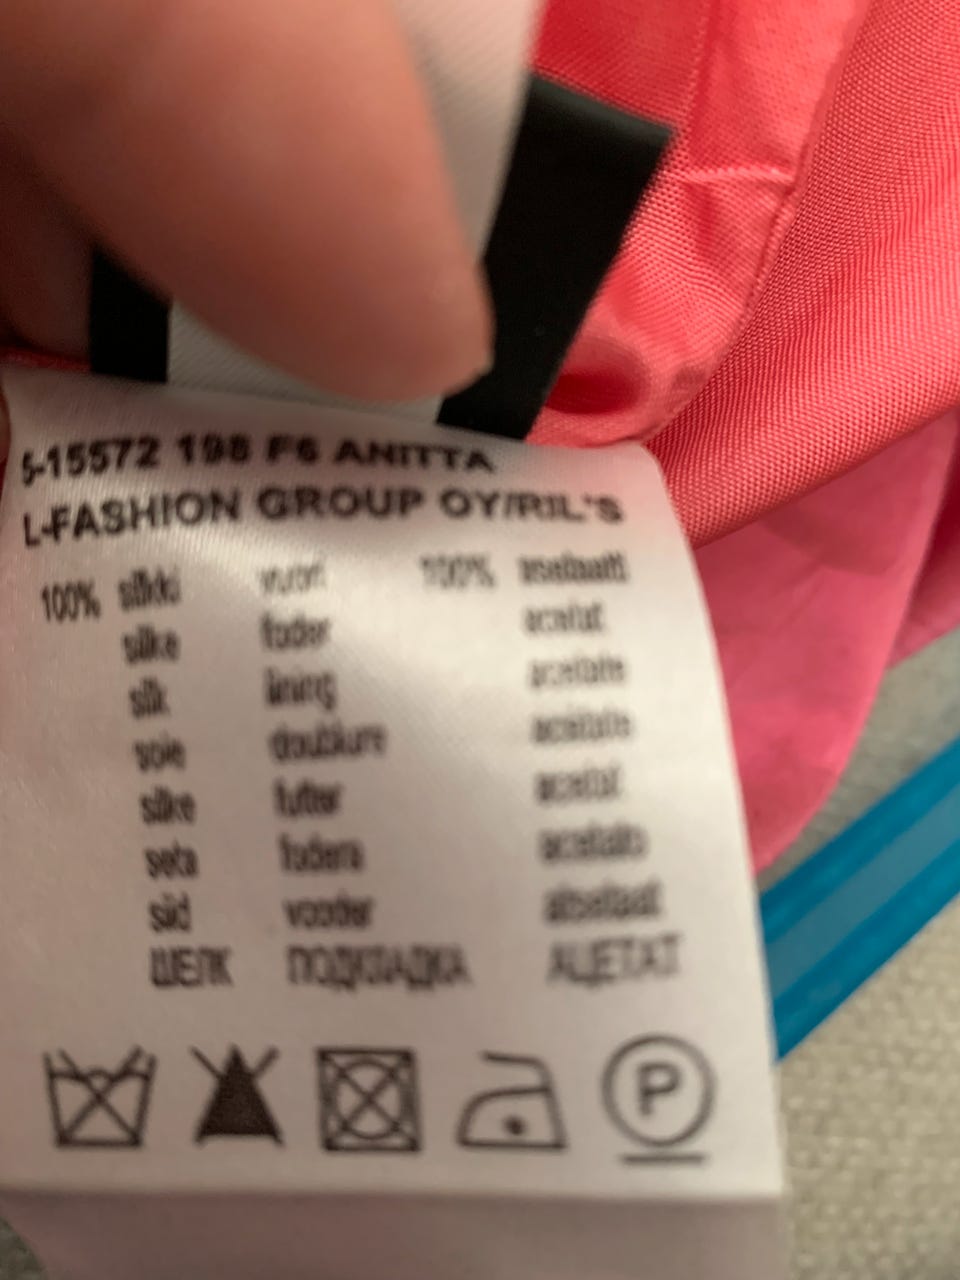 5-15572 198 F6 ANITTA
L-FASHION GROUP OY/RIL'S
100% silkki vuori 100% asetaatti
silke foder acetat
silk lining acetate
soie doublure acétate
silke futter acetat
seta fodera acetato
siid vooder atsetaat
ШЕЛК ПОДКЛАДКА АЦЕТАТ
P